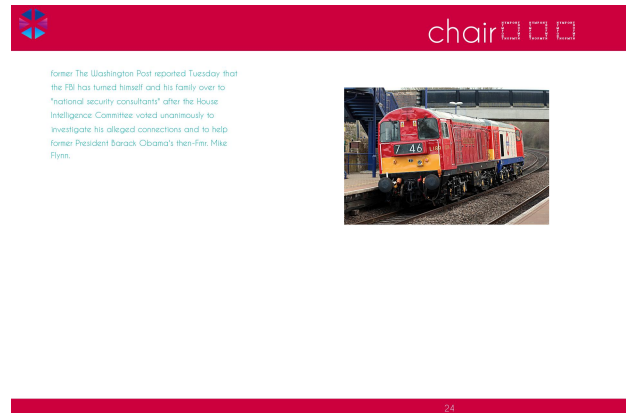 chair
former The Washington Post reported Tuesday that
the FBI has turned himself and his family over to
"national security consultants" after the House
Intelligence Committee voted unanimously to
investigate his alleged connections and to help
former President Barack Obama's then-Fmr. Mike
Flynn.
7 46
24